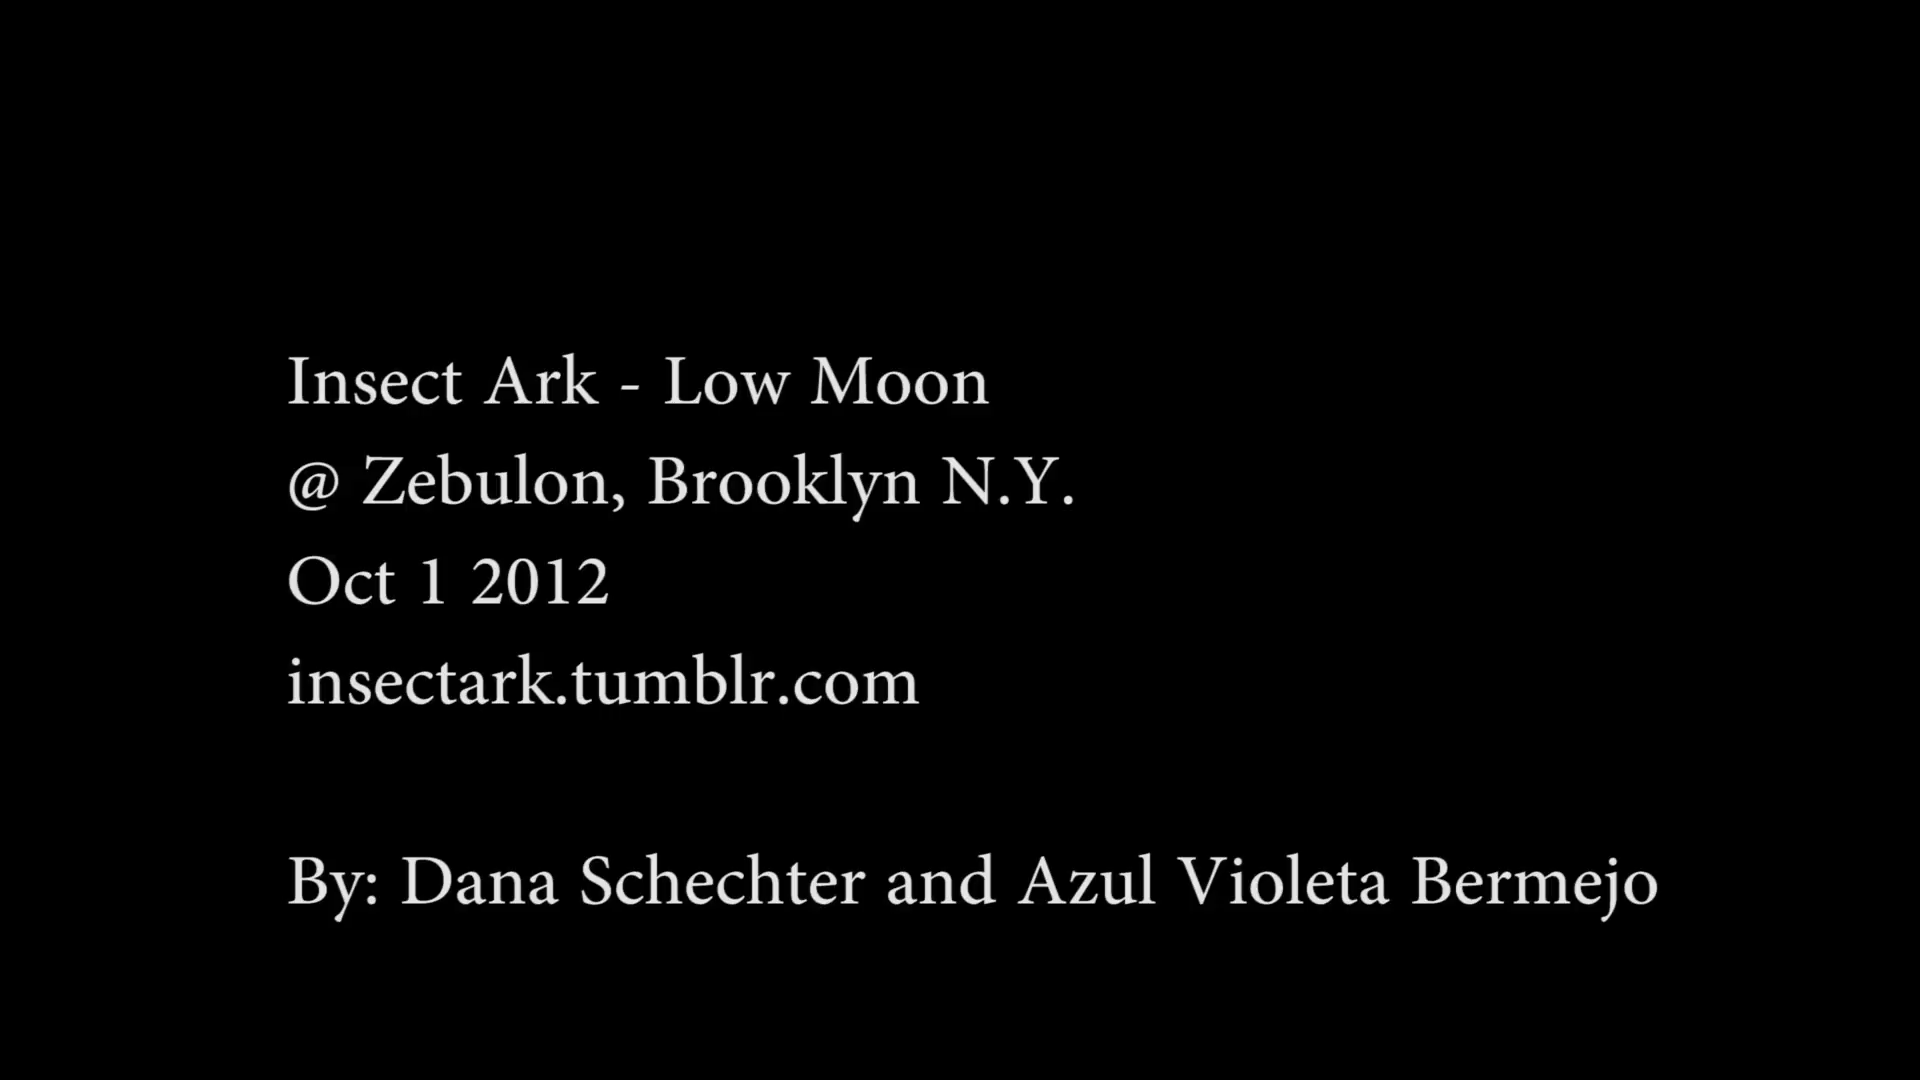 Insect Ark - Low Moon
@ Zebulon, Brooklyn N.Y.
Oct 1 2012
insectark.tumblr.com
By: Dana Schechter and Azul Violeta Bermejo